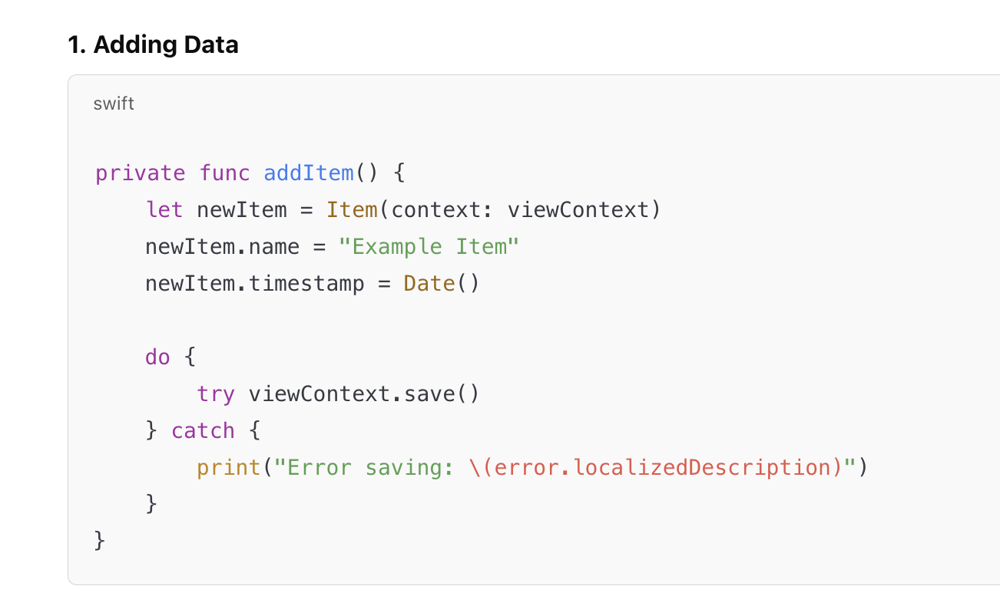 1. Adding Data
swift
private func addItem() {
    let newItem = Item(context: viewContext)
    newItem.name = "Example Item"
    newItem.timestamp = Date()
    do {
        try viewContext.save()
    } catch {
        print("Error saving: \(error.localizedDescription)")
    }
}